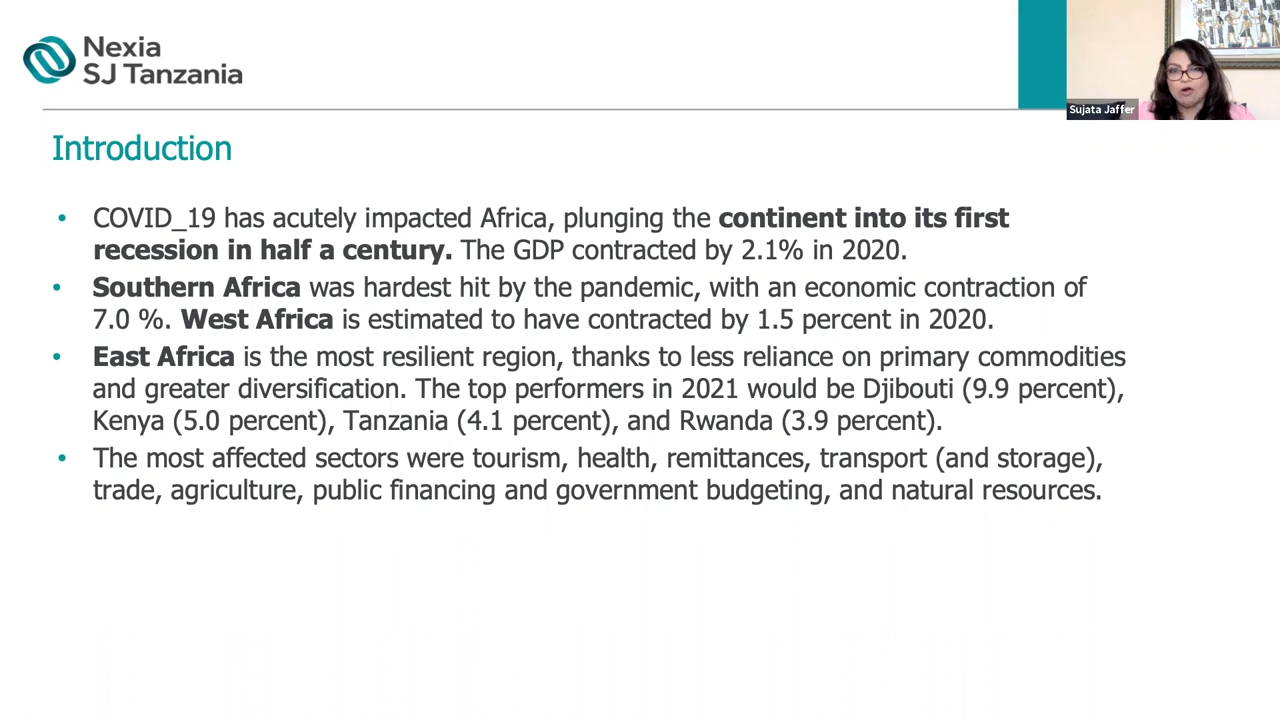 Nexia
SJ Tanzania
Sujata Jaffer
Introduction
• COVID_19 has acutely impacted Africa, plunging the continent into its first
recession in half a century. The GDP contracted by 2.1% in 2020.
• Southern Africa was hardest hit by the pandemic, with an economic contraction of
7.0 %. West Africa is estimated to have contracted by 1.5 percent in 2020.
• East Africa is the most resilient region, thanks to less reliance on primary commodities
and greater diversification. The top performers in 2021 would be Djibouti (9.9 percent),
Kenya (5.0 percent), Tanzania (4.1 percent), and Rwanda (3.9 percent).
• The most affected sectors were tourism, health, remittances, transport (and storage),
trade, agriculture, public financing and government budgeting, and natural resources.